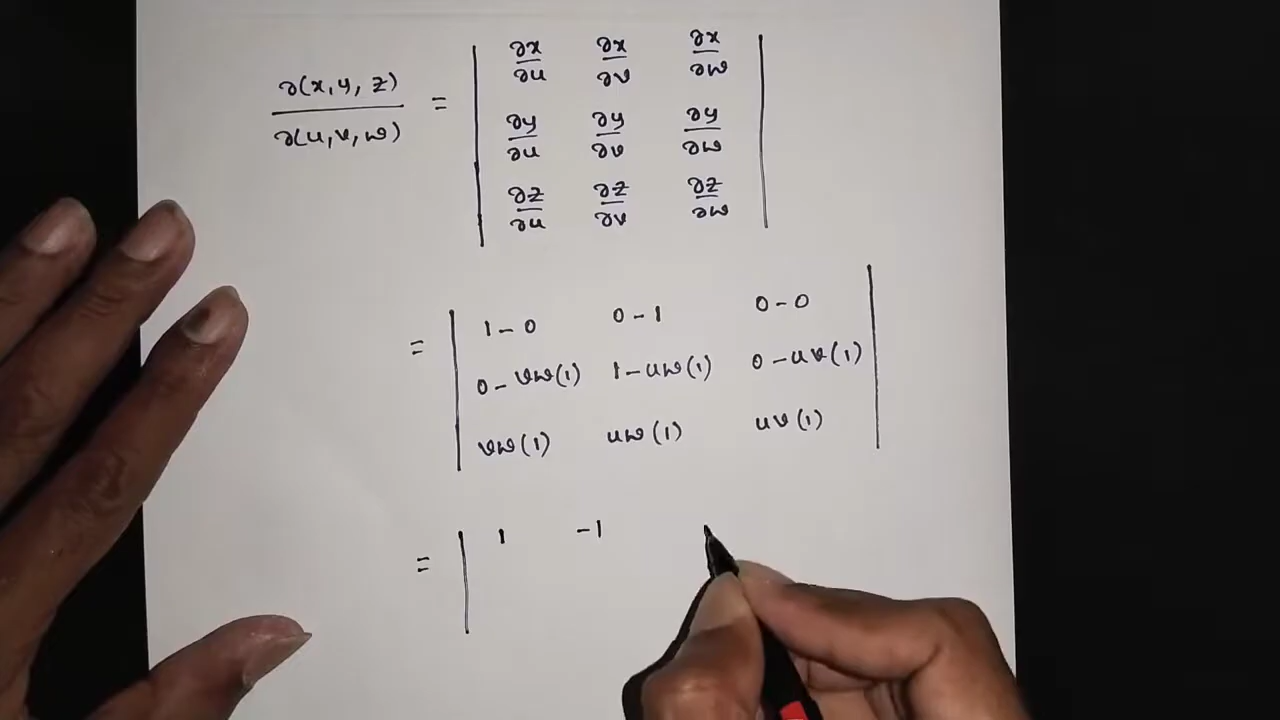 ∂(x,y,z)/∂(u,v,w) = | ∂x/∂u ∂x/∂v ∂x/∂w |
| ∂y/∂u ∂y/∂v ∂y/∂w |
| ∂z/∂u ∂z/∂v ∂z/∂w |
= | 1-0 0-1 0-0 |
| 0-vw(1) 1-uw(1) 0-uv(1) |
| vw(1) uw(1) uv(1) |
= | 1 -1